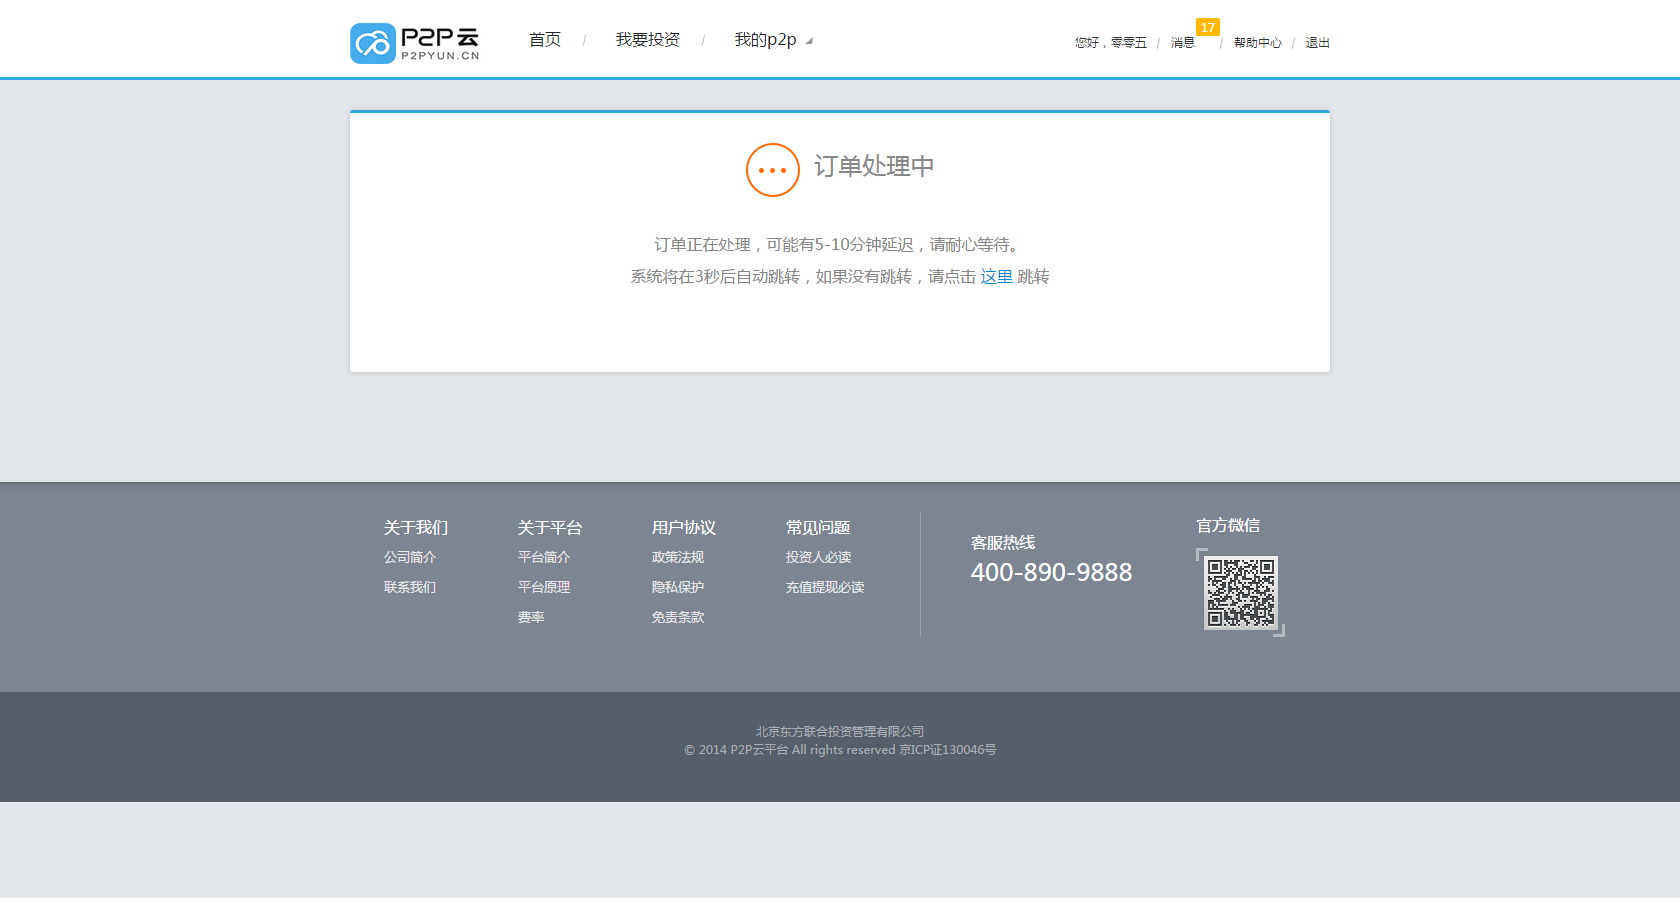 P2P云
P2PYUN.CN
首页 / 我要投资 / 我的p2p
您好，零零五 / 消息 17 / 帮助中心 / 退出
订单处理中
订单正在处理，可能有5-10分钟延迟，请耐心等待。
系统将在3秒后自动跳转，如果没有跳转，请点击 这里 跳转
关于我们
公司简介
联系我们
关于平台
平台简介
平台原理
费率
用户协议
政策法规
隐私保护
免责条款
常见问题
投资人必读
充值提现必读
客服热线
400-890-9888
官方微信
北京东方联合投资管理有限公司
© 2014 P2P云平台 All rights reserved 京ICP证130046号